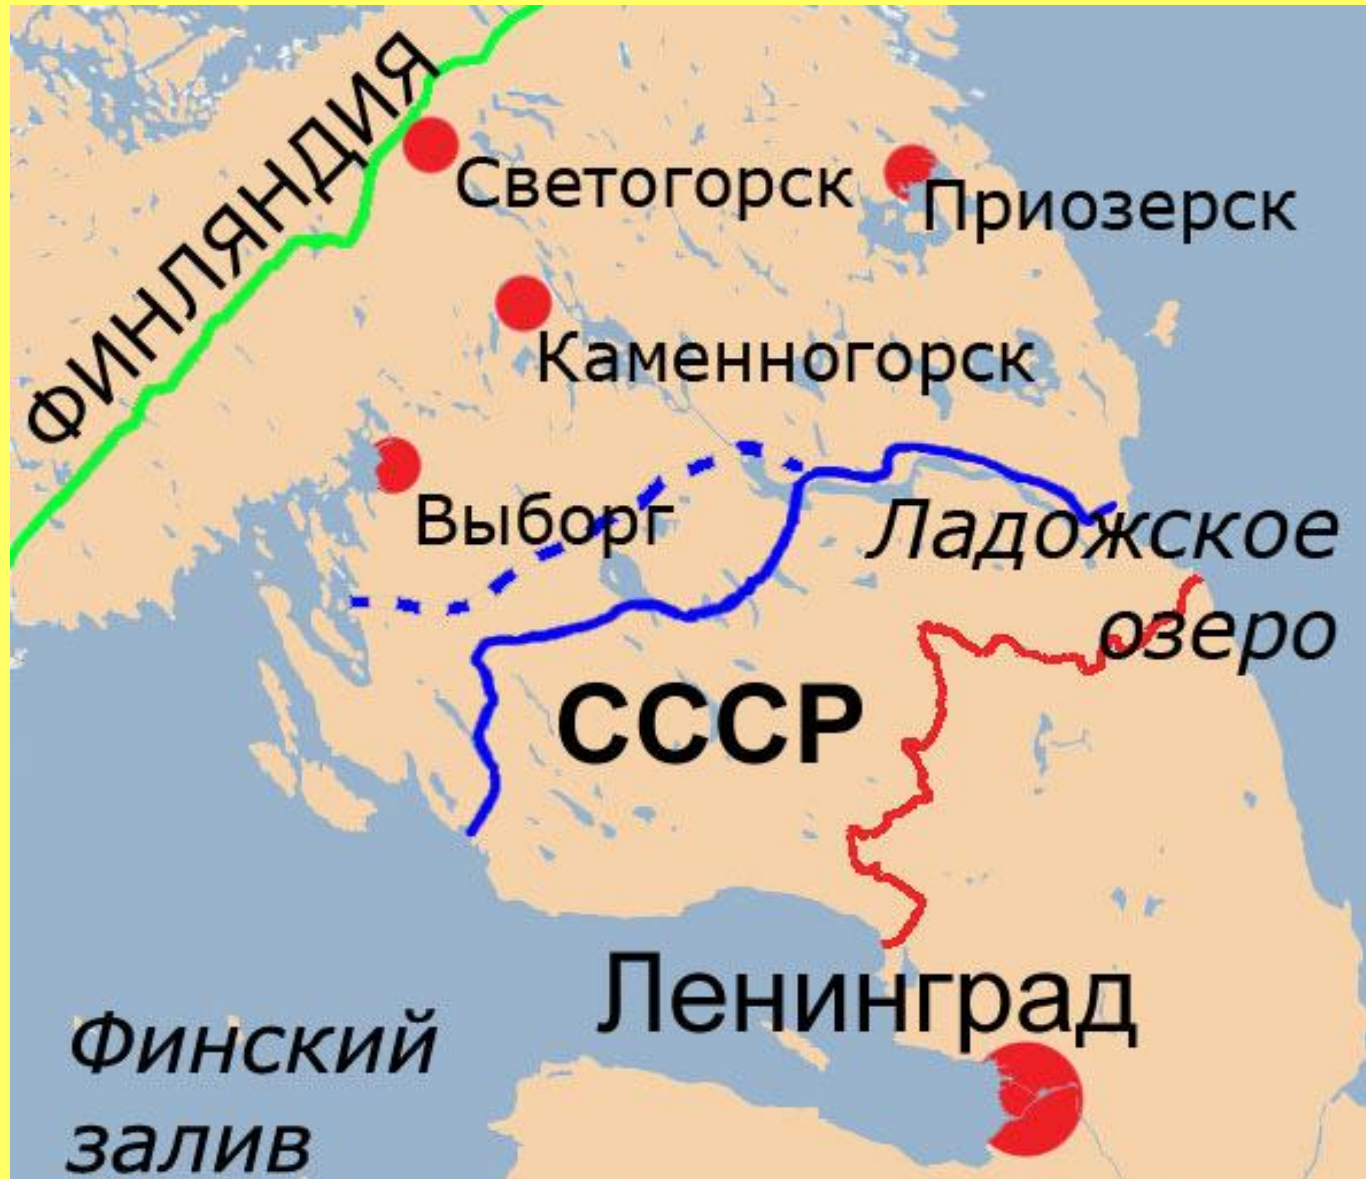 ФИНЛЯНДИЯ
Светогорск
Приозерск
Каменногорск
Выборг
Ладожское
озеро
СССР
Ленинград
Финский
залив